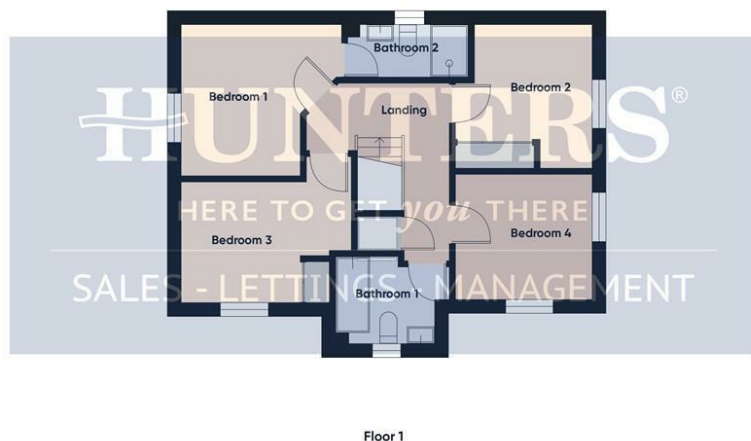 Bathroom 2
Bedroom 1
Bedroom 2
Landing
HUNTERS®
HERE TO GET you THERE
Bedroom 3
Bedroom 4
SALES - LETTINGS - MANAGEMENT
Bathroom 1
Floor 1